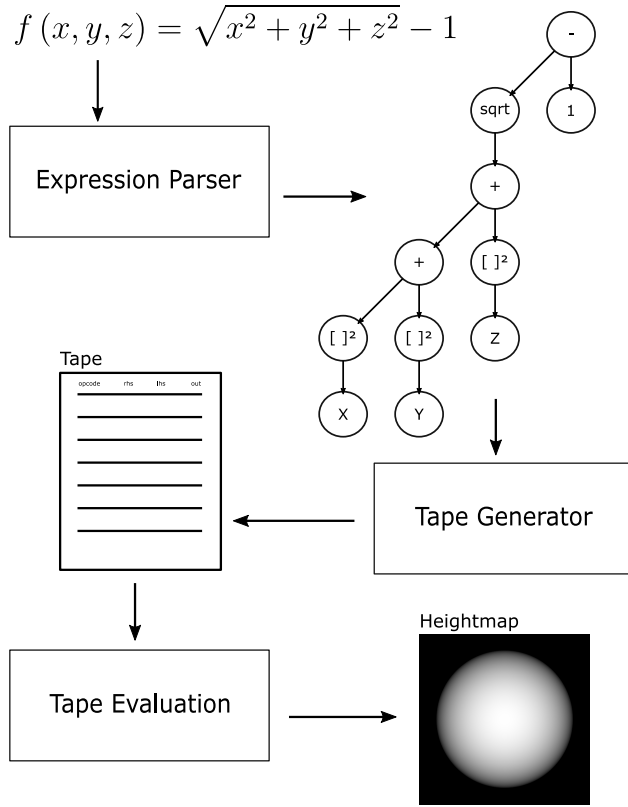 f (x, y, z) = √(x² + y² + z²) − 1
-
sqrt
1
Expression Parser
+
+
[ ]²
[ ]²
[ ]²
Z
X
Y
Tape
opcode rhs lhs out
Tape Generator
Tape Evaluation
Heightmap